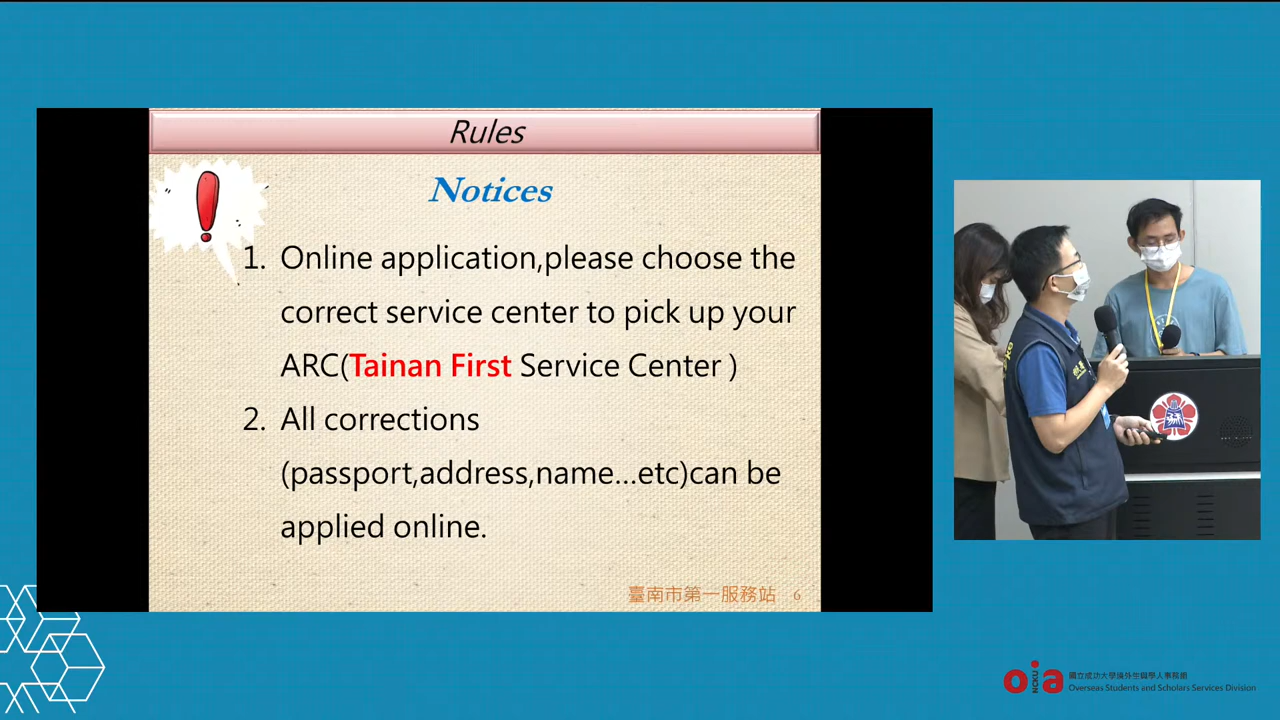 Rules
Notices
1. Online application,please choose the
correct service center to pick up your
ARC(Tainan First Service Center )
2. All corrections
(passport,address,name...etc)can be
applied online.
臺南市第一服務站 6
NCKU oia
國立成功大學境外生與學人事務組
Overseas Students and Scholars Services Division